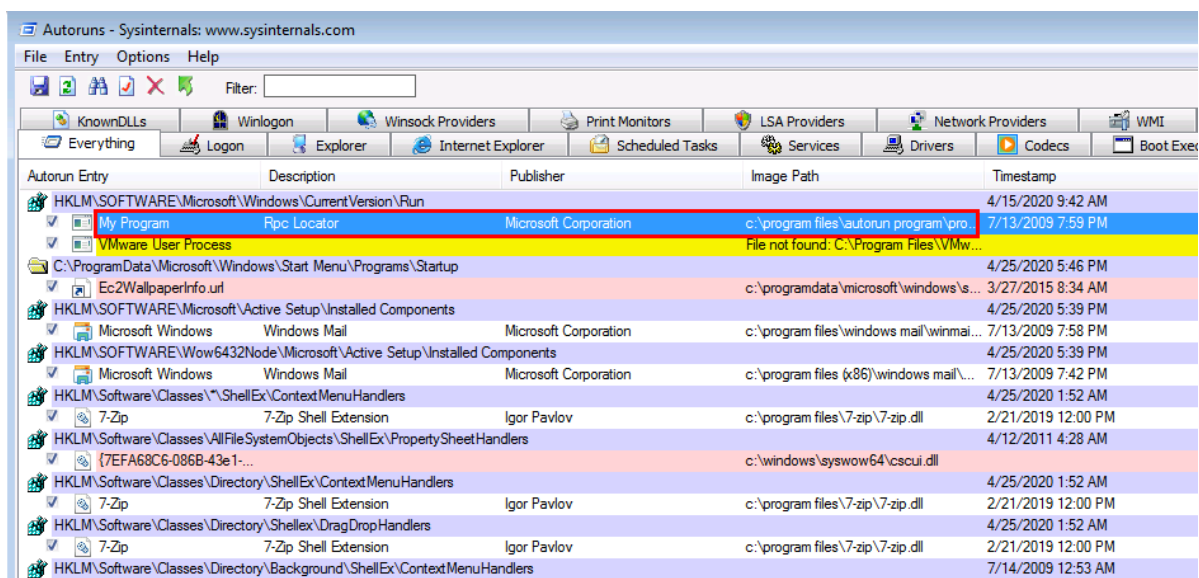 Autoruns - Sysinternals: www.sysinternals.com
File Entry Options Help
Filter:
KnownDLLs Winlogon Winsock Providers Print Monitors LSA Providers Network Providers WMI
Everything Logon Explorer Internet Explorer Scheduled Tasks Services Drivers Codecs Boot Exec
Autorun Entry Description Publisher Image Path Timestamp
HKLM\SOFTWARE\Microsoft\Windows\CurrentVersion\Run 4/15/2020 9:42 AM
My Program Rpc Locator Microsoft Corporation c:\program files\autorun program\pro... 7/13/2009 7:59 PM
VMware User Process File not found: C:\Program Files\VMw...
C:\ProgramData\Microsoft\Windows\Start Menu\Programs\Startup 4/25/2020 5:46 PM
Ec2WallpaperInfo.url c:\programdata\microsoft\windows\s... 3/27/2015 8:34 AM
HKLM\SOFTWARE\Microsoft\Active Setup\Installed Components 4/25/2020 5:39 PM
Microsoft Windows Windows Mail Microsoft Corporation c:\program files\windows mail\winmai... 7/13/2009 7:58 PM
HKLM\SOFTWARE\Wow6432Node\Microsoft\Active Setup\Installed Components 4/25/2020 5:39 PM
Microsoft Windows Windows Mail Microsoft Corporation c:\program files (x86)\windows mail\... 7/13/2009 7:42 PM
HKLM\Software\Classes\*\ShellEx\ContextMenuHandlers 4/25/2020 1:52 AM
7-Zip 7-Zip Shell Extension Igor Pavlov c:\program files\7-zip\7-zip.dll 2/21/2019 12:00 PM
HKLM\Software\Classes\AllFileSystemObjects\ShellEx\PropertySheetHandlers 4/12/2011 4:28 AM
{7EFA68C6-086B-43e1-... c:\windows\syswow64\cscui.dll
HKLM\Software\Classes\Directory\ShellEx\ContextMenuHandlers 4/25/2020 1:52 AM
7-Zip 7-Zip Shell Extension Igor Pavlov c:\program files\7-zip\7-zip.dll 2/21/2019 12:00 PM
HKLM\Software\Classes\Directory\Shellex\DragDropHandlers 4/25/2020 1:52 AM
7-Zip 7-Zip Shell Extension Igor Pavlov c:\program files\7-zip\7-zip.dll 2/21/2019 12:00 PM
HKLM\Software\Classes\Directory\Background\ShellEx\ContextMenuHandlers 7/14/2009 12:53 AM